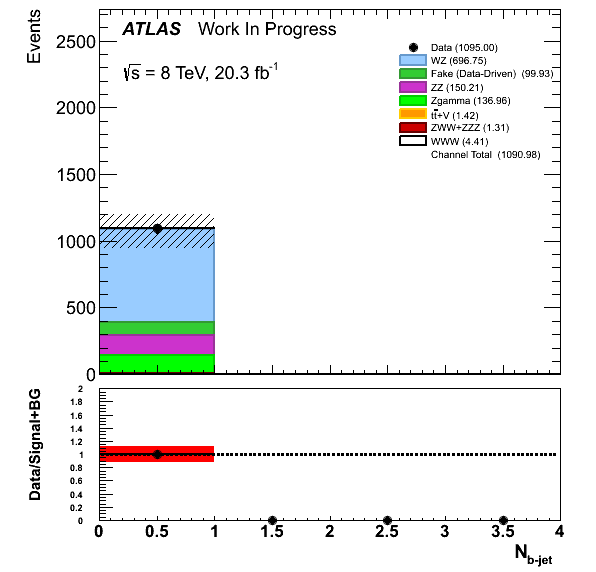 Events
2500
2000
1500
1000
500
0
ATLAS Work In Progress
√s = 8 TeV, 20.3 fb⁻¹
Data (1095.00)
WZ (696.75)
Fake (Data-Driven) (99.93)
ZZ (150.21)
Zgamma (136.96)
tt̄+V (1.42)
ZWW+ZZZ (1.31)
WWW (4.41)
Channel Total (1090.98)
Data/Signal+BG
2
1.8
1.6
1.4
1.2
1
0.8
0.6
0.4
0.2
0
0 0.5 1 1.5 2 2.5 3 3.5 4
N_b-jet